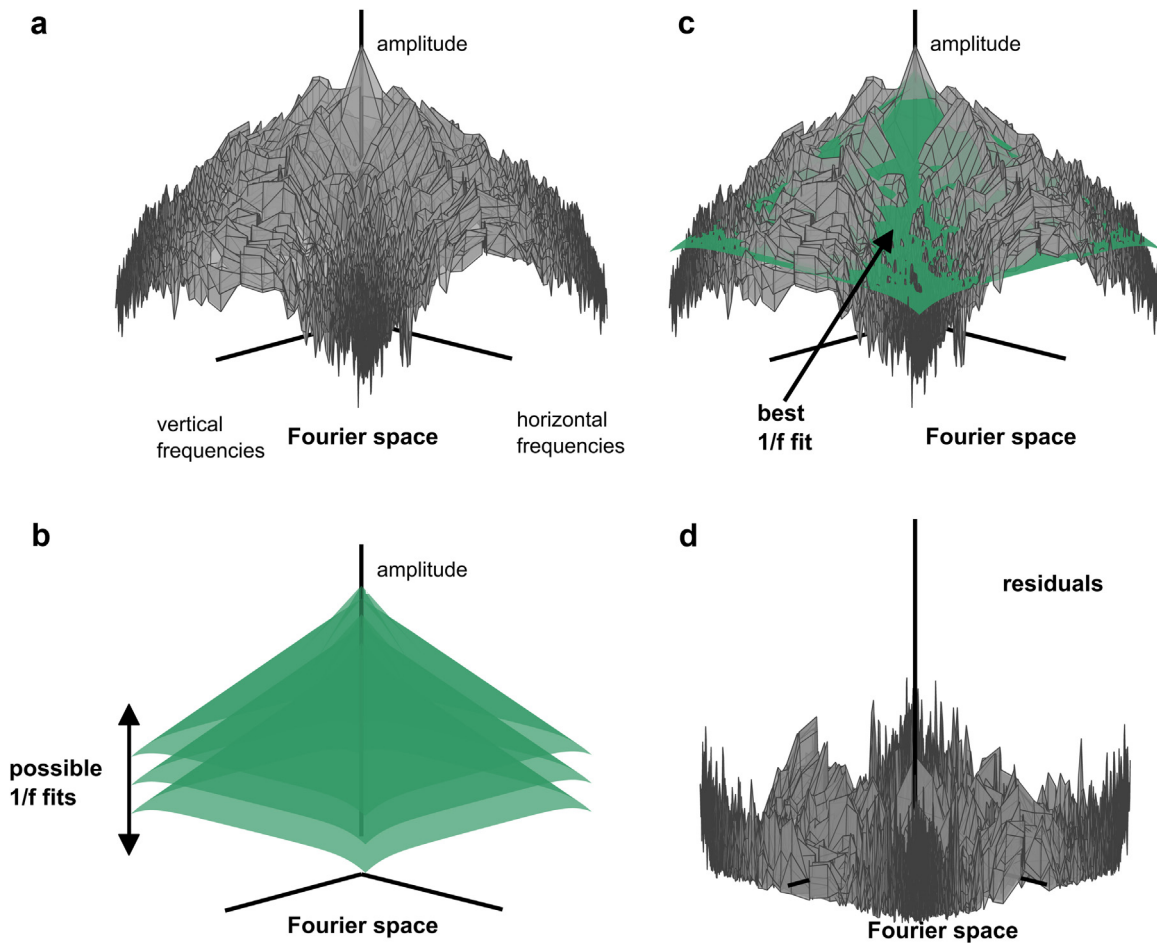 a
amplitude
vertical
frequencies
Fourier space
horizontal
frequencies
c
amplitude
best
1/f fit
Fourier space
b
amplitude
possible
1/f fits
Fourier space
d
residuals
Fourier space